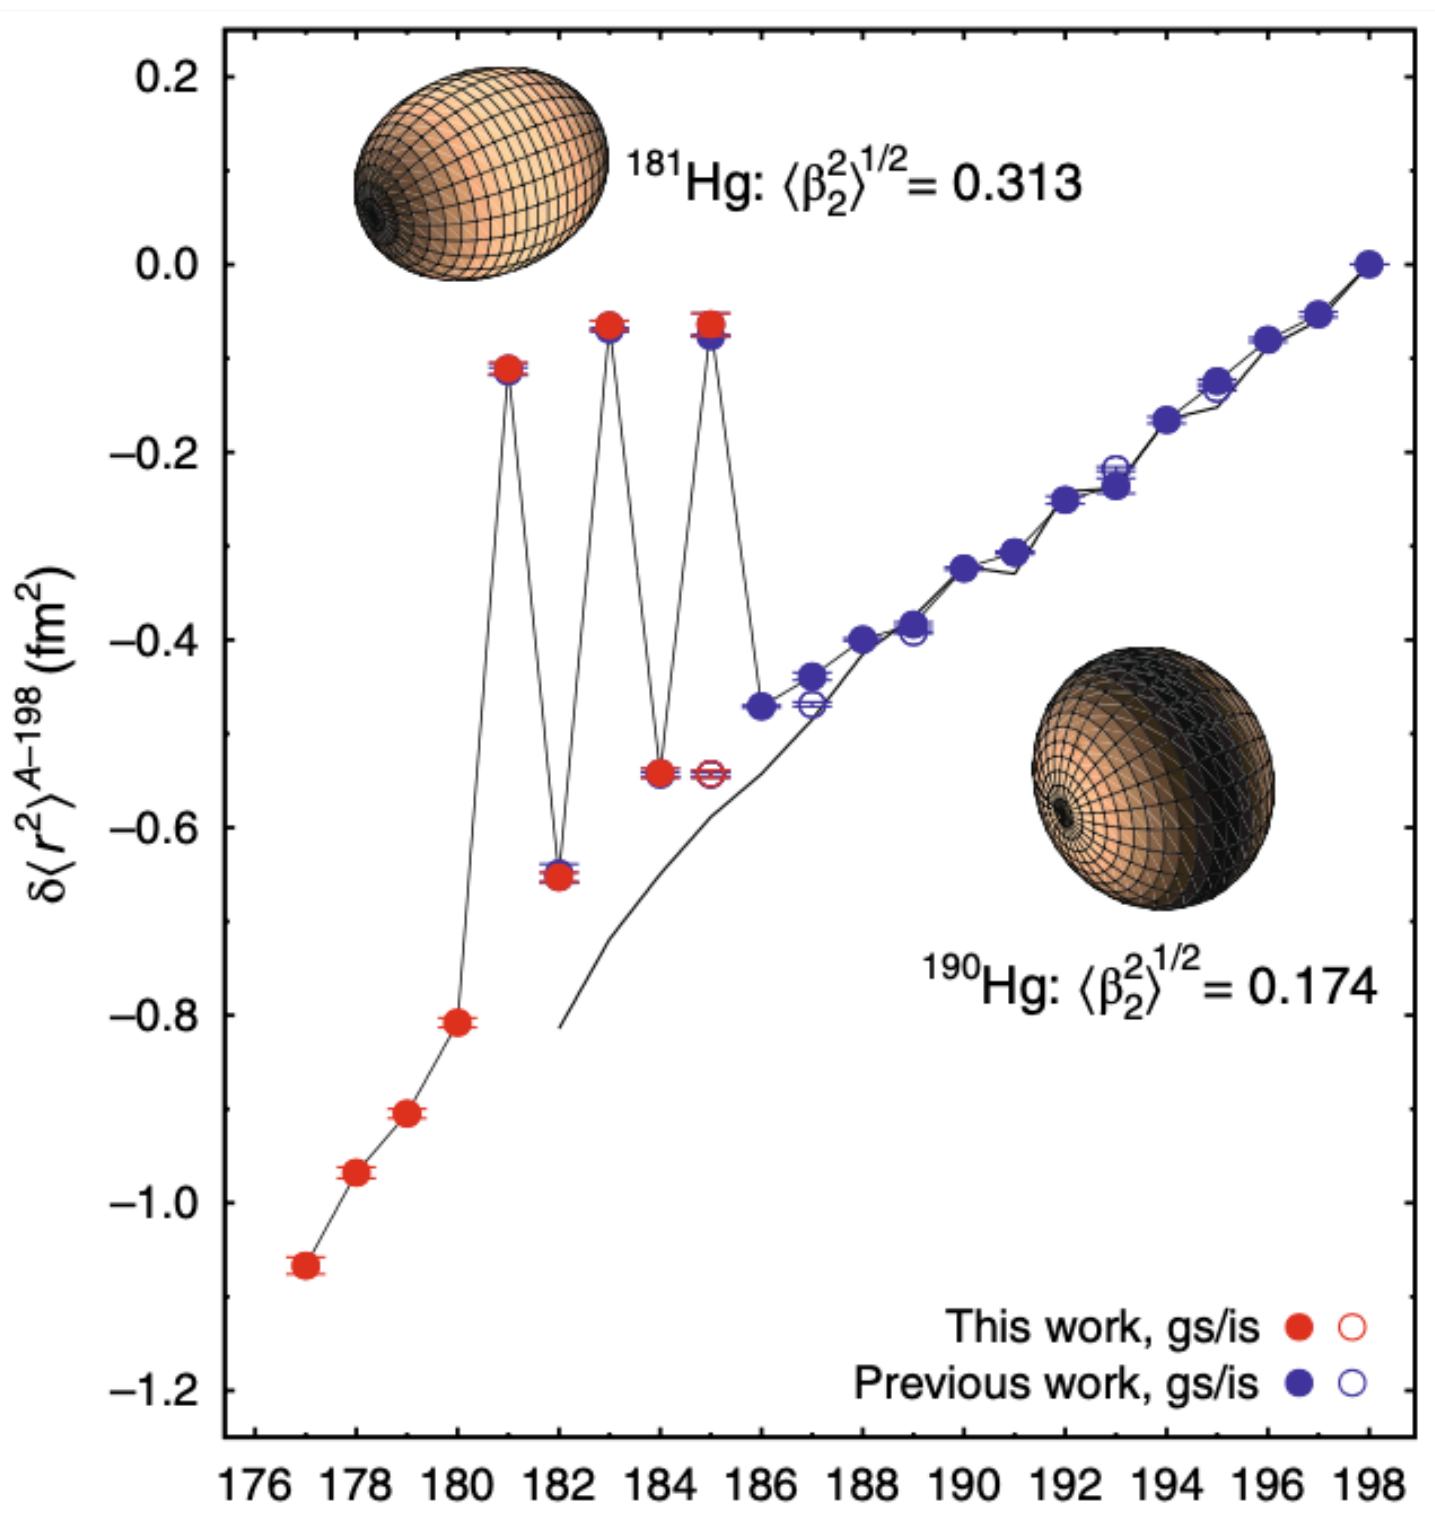 0.2
0.0
−0.2
−0.4
−0.6
−0.8
−1.0
−1.2
δ⟨r²⟩ᴬ⁻¹⁹⁸ (fm²)
¹⁸¹Hg: ⟨β₂²⟩¹/² = 0.313
¹⁹⁰Hg: ⟨β₂²⟩¹/² = 0.174
This work, gs/is
Previous work, gs/is
176 178 180 182 184 186 188 190 192 194 196 198